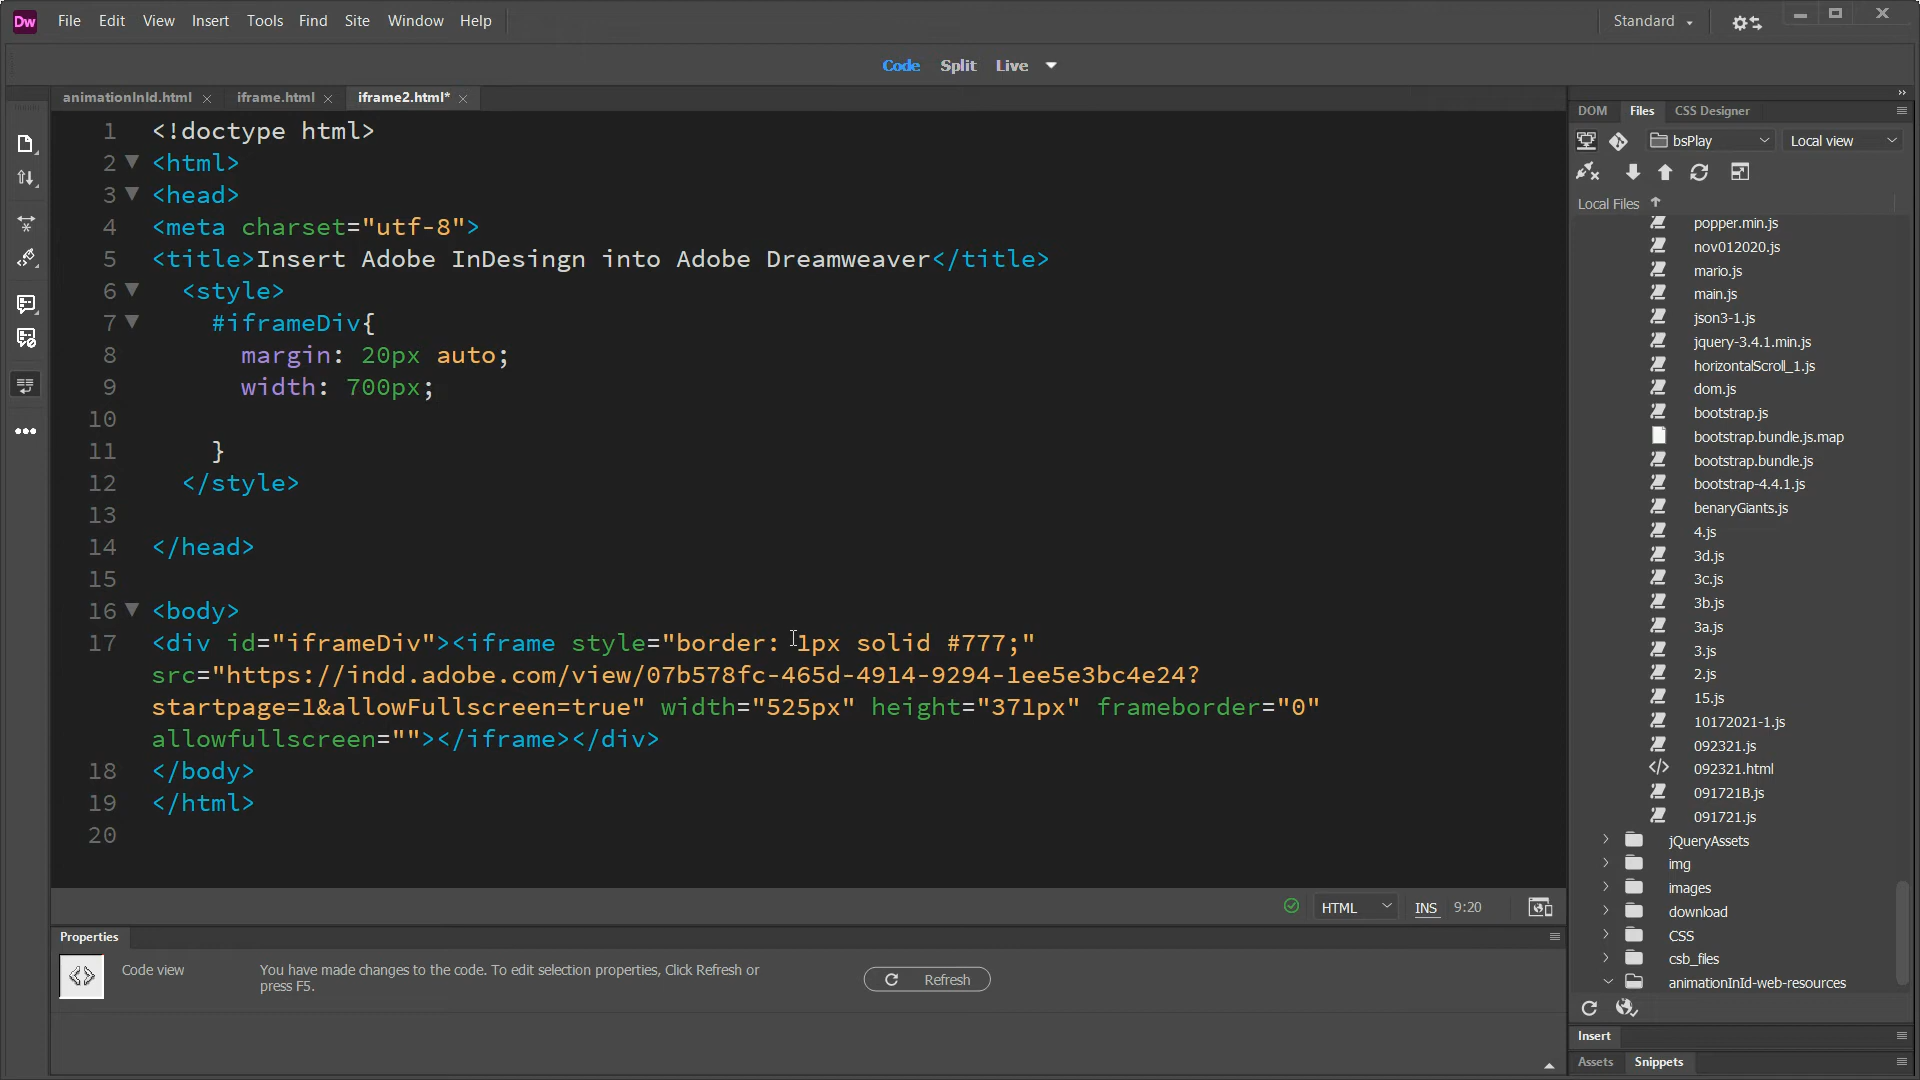 Dw File Edit View Insert Tools Find Site Window Help Standard
Code Split Live
animationInId.html iframe.html iframe2.html*
1 <!doctype html>
2 <html>
3 <head>
4 <meta charset="utf-8">
5 <title>Insert Adobe InDesingn into Adobe Dreamweaver</title>
6 <style>
7 #iframeDiv{
8 margin: 20px auto;
9 width: 700px;
10
11 }
12 </style>
13
14 </head>
15
16 <body>
17 <div id="iframeDiv"><iframe style="border: 1px solid #777;"
src="https://indd.adobe.com/view/07b578fc-465d-4914-9294-1ee5e3bc4e24?
startpage=1&allowFullscreen=true" width="525px" height="371px" frameborder="0"
allowfullscreen=""></iframe></div>
18 </body>
19 </html>
20
HTML INS 9:20
Properties
Code view
You have made changes to the code. To edit selection properties, Click Refresh or
press F5.
Refresh
DOM Files CSS Designer
bsPlay Local view
Local Files
popper.min.js
nov012020.js
mario.js
main.js
json3-1.js
jquery-3.4.1.min.js
horizontalScroll_1.js
dom.js
bootstrap.js
bootstrap.bundle.js.map
bootstrap.bundle.js
bootstrap-4.4.1.js
benaryGiants.js
4.js
3d.js
3c.js
3b.js
3a.js
3.js
2.js
15.js
10172021-1.js
092321.js
092321.html
091721B.js
091721.js
jQueryAssets
img
images
download
CSS
csb_files
animationInId-web-resources
Insert
Assets Snippets